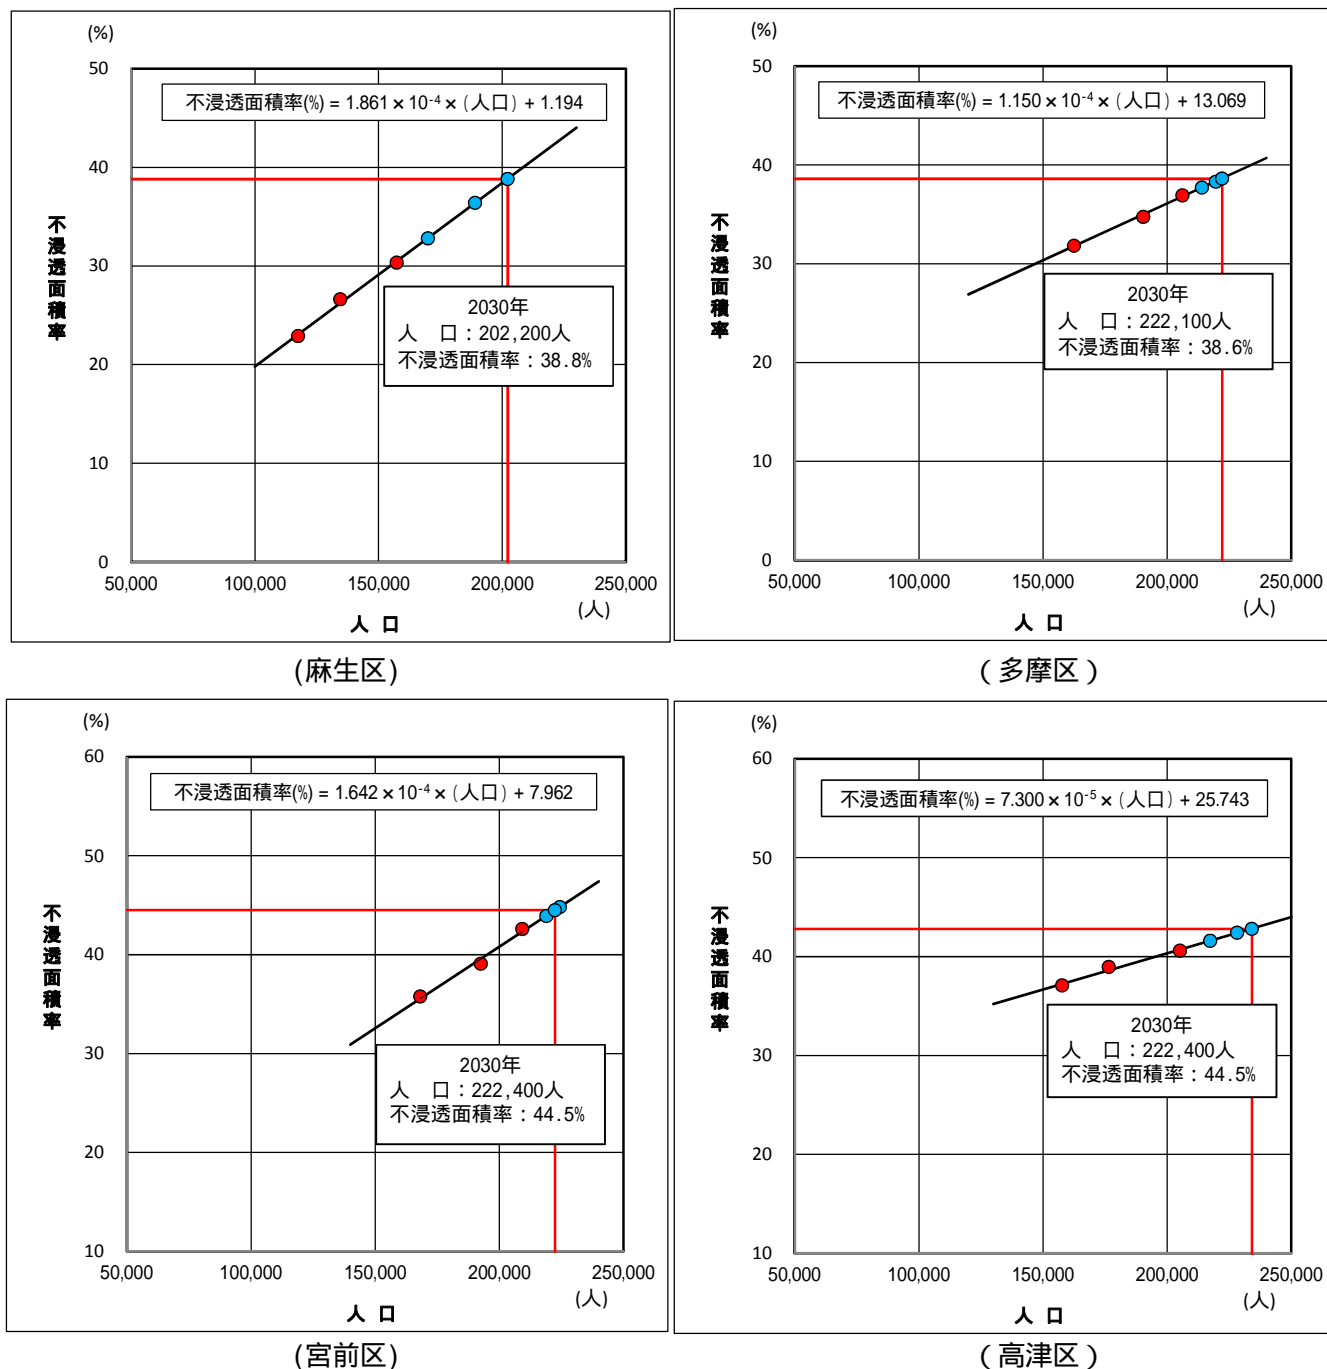 (%)
50
不浸透面積率(%) = 1.861 × 10⁻⁴ × (人口) + 1.194
40
不浸透面積率
30
2030年
人　口：202,200人
不浸透面積率：38.8%
20
10
0
50,000 100,000 150,000 200,000 250,000
(人)
人 口
(麻生区)
(%)
50
不浸透面積率(%) = 1.150 × 10⁻⁴ × (人口) + 13.069
40
不浸透面積率
30
2030年
人　口：222,100人
不浸透面積率：38.6%
20
10
0
50,000 100,000 150,000 200,000 250,000
(人)
人 口
(多摩区)
(%)
60
不浸透面積率(%) = 1.642 × 10⁻⁴ × (人口) + 7.962
50
不浸透面積率
40
30
2030年
人　口：222,400人
不浸透面積率：44.5%
20
10
50,000 100,000 150,000 200,000 250,000
(人)
人 口
(宮前区)
(%)
60
不浸透面積率(%) = 7.300 × 10⁻⁵ × (人口) + 25.743
50
不浸透面積率
40
30
2030年
人　口：222,400人
不浸透面積率：44.5%
20
10
50,000 100,000 150,000 200,000 250,000
(人)
人 口
(高津区)